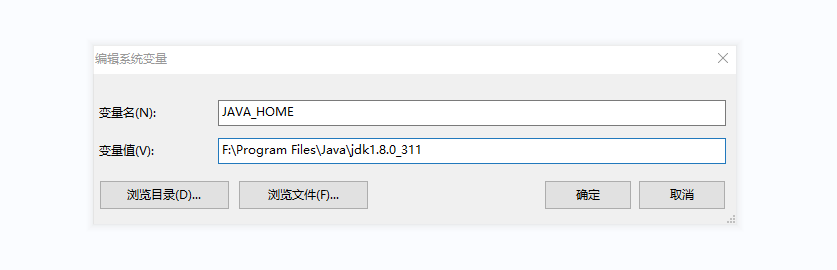 编辑系统变量
变量名(N):
JAVA_HOME
变量值(V):
F:\Program Files\Java\jdk1.8.0_311
浏览目录(D)...
浏览文件(F)...
确定
取消